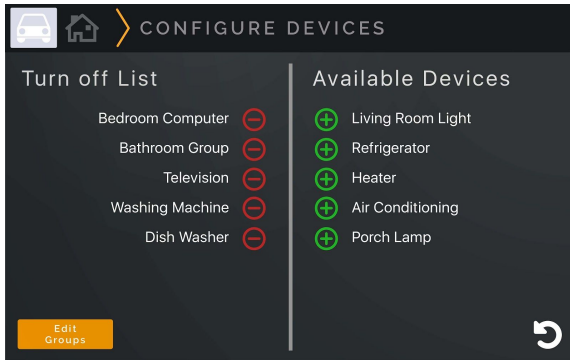 CONFIGURE DEVICES
Turn off List
Bedroom Computer
Bathroom Group
Television
Washing Machine
Dish Washer
Edit
Groups
Available Devices
Living Room Light
Refrigerator
Heater
Air Conditioning
Porch Lamp